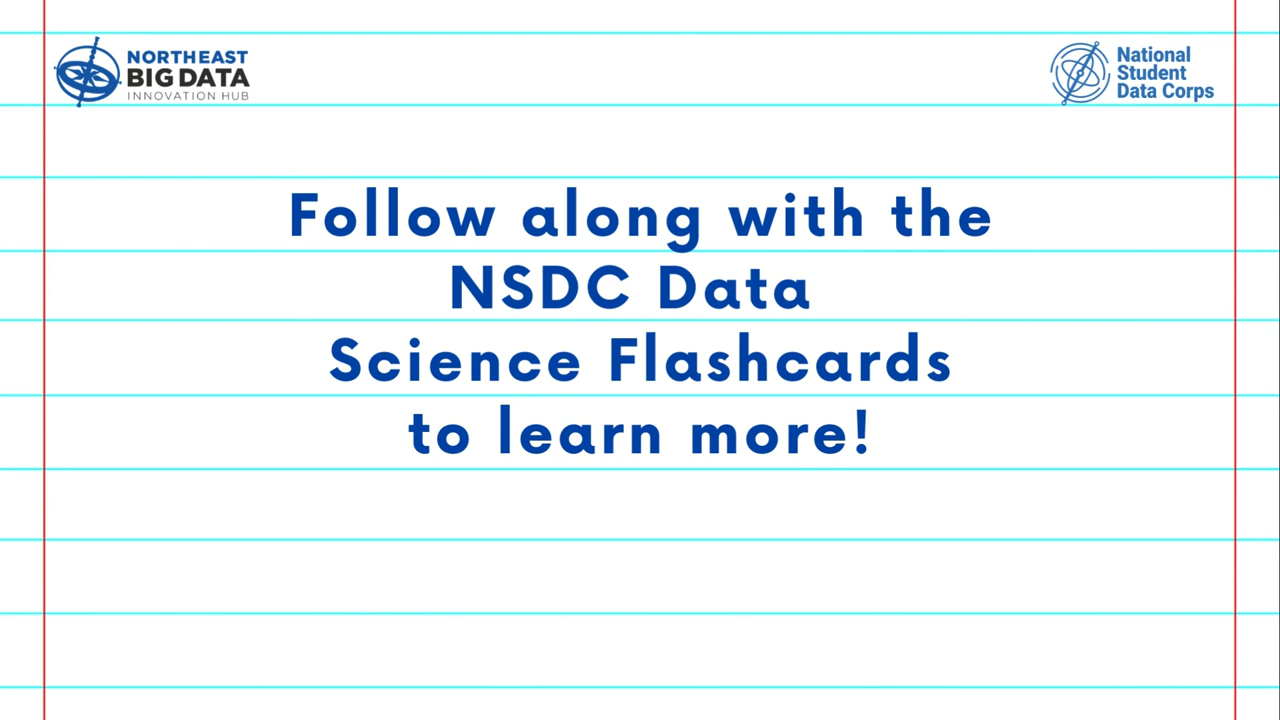 NORTHEAST
BIG DATA
INNOVATION HUB
National
Student
Data Corps
Follow along with the
NSDC Data
Science Flashcards
to learn more!